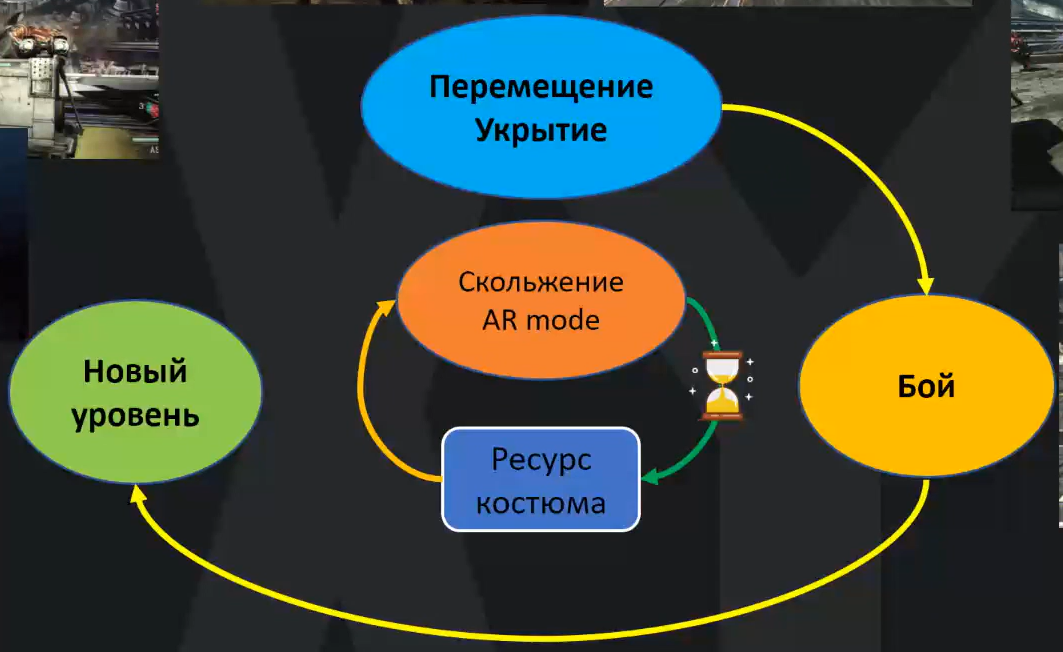 Перемещение
Укрытие
Скольжение
AR mode
Новый
уровень
Бой
Ресурс
костюма